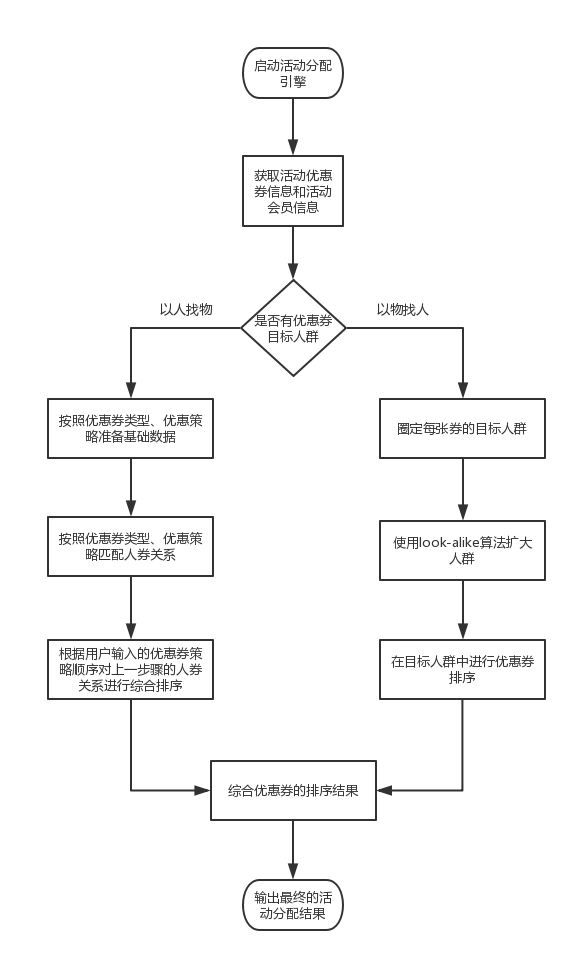 启动活动分配
引擎
获取活动优惠
券信息和活动
会员信息
以人找物
是否有优惠券
目标人群
以物找人
按照优惠券类型、优惠策
略准备基础数据
按照优惠券类型、优惠策
略匹配人券关系
根据用户输入的优惠券策
略顺序对上一步骤的人券
关系进行综合排序
圈定每张券的目标人群
使用look-alike算法扩大
人群
在目标人群中进行优惠券
排序
综合优惠券的排序结果
输出最终的活
动分配结果